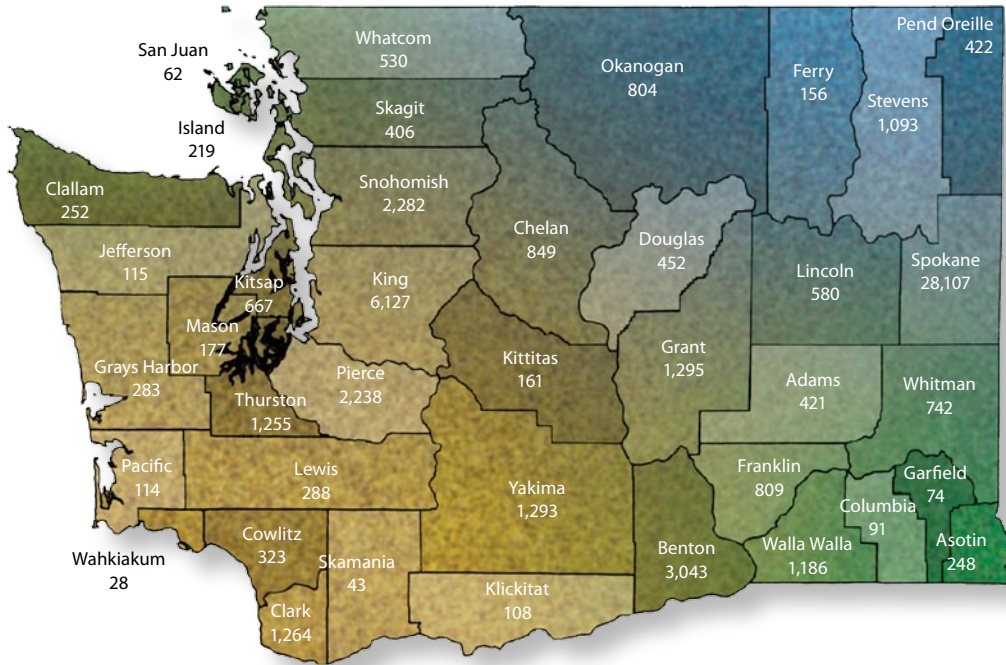 San Juan
62
Whatcom
530
Okanogan
804
Ferry
156
Pend Oreille
422
Stevens
1,093
Island
219
Skagit
406
Clallam
252
Snohomish
2,282
Chelan
849
Douglas
452
Lincoln
580
Spokane
28,107
Jefferson
115
Kitsap
667
King
6,127
Mason
177
Grays Harbor
283
Thurston
1,255
Pierce
2,238
Kittitas
161
Grant
1,295
Adams
421
Whitman
742
Pacific
114
Lewis
288
Yakima
1,293
Franklin
809
Garfield
74
Columbia
91
Wahkiakum
28
Cowlitz
323
Skamania
43
Benton
3,043
Walla Walla
1,186
Asotin
248
Clark
1,264
Klickitat
108